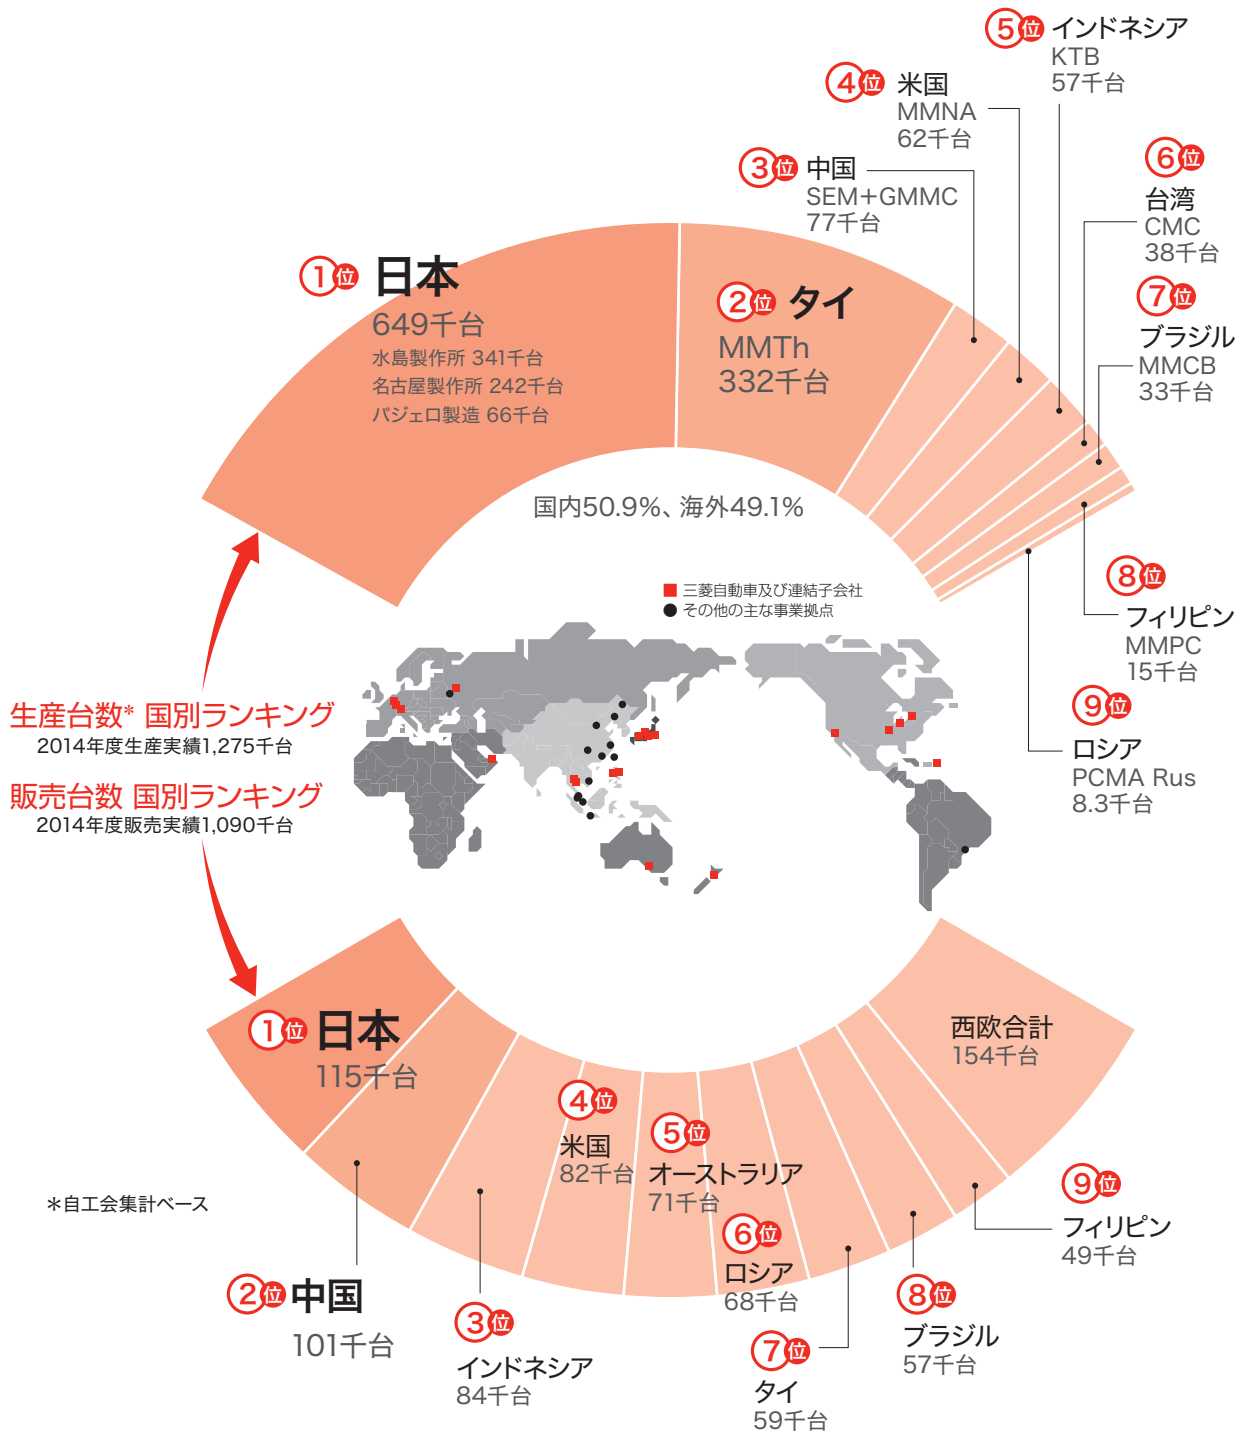 ⑤位 インドネシア
KTB
57千台
④位 米国
MMNA
62千台
③位 中国
SEM+GMMC
77千台
⑥位
台湾
CMC
38千台
⑦位
ブラジル
MMCB
33千台
①位 日本
649千台
水島製作所 341千台
名古屋製作所 242千台
パジェロ製造 66千台
②位 タイ
MMTh
332千台
国内50.9%、海外49.1%
⑧位
フィリピン
MMPC
15千台
⑨位
ロシア
PCMA Rus
8.3千台
三菱自動車及び連結子会社
その他の主な事業拠点
生産台数* 国別ランキング
2014年度生産実績1,275千台
販売台数 国別ランキング
2014年度販売実績1,090千台
①位 日本
115千台
西欧合計
154千台
④位
米国
82千台
⑤位
オーストラリア
71千台
⑥位
ロシア
68千台
⑨位
フィリピン
49千台
*自工会集計ベース
②位 中国
101千台
③位
インドネシア
84千台
⑦位
タイ
59千台
⑧位
ブラジル
57千台